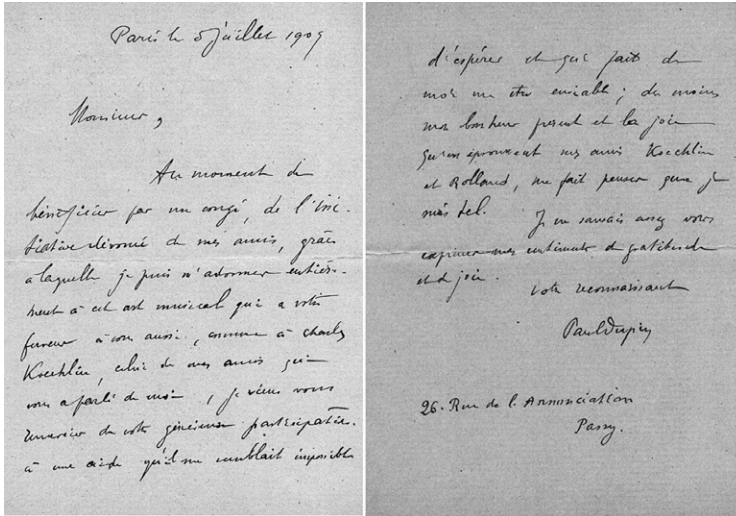 Paris le 5 juillet 1909
Monsieur,
Au moment de
bénéficier par un congé, de l'ini-
tiative dévouée de mes amis, grâce
à laquelle je puis m'adonner entière-
ment à cet art musical qui a votre
faveur à vous aussi, comme à Charles
Koechlin, celui de mes amis qui
vous a parlé de moi, je viens vous
remercier de votre généreuse participation
à une aide qu'il me semblait impossible
d'espérer et qui fait de
moi un être enviable; du moins
mon bonheur présent et la joie
qu'en éprouvent mes amis Koechlin
et Rolland, me fait penser que je
suis tel. Je ne saurais assez vous
exprimer mes sentiments de gratitude
et de joie.
votre reconnaissant
Paul Dupin
26. Rue de l'Annonciation
Passy.